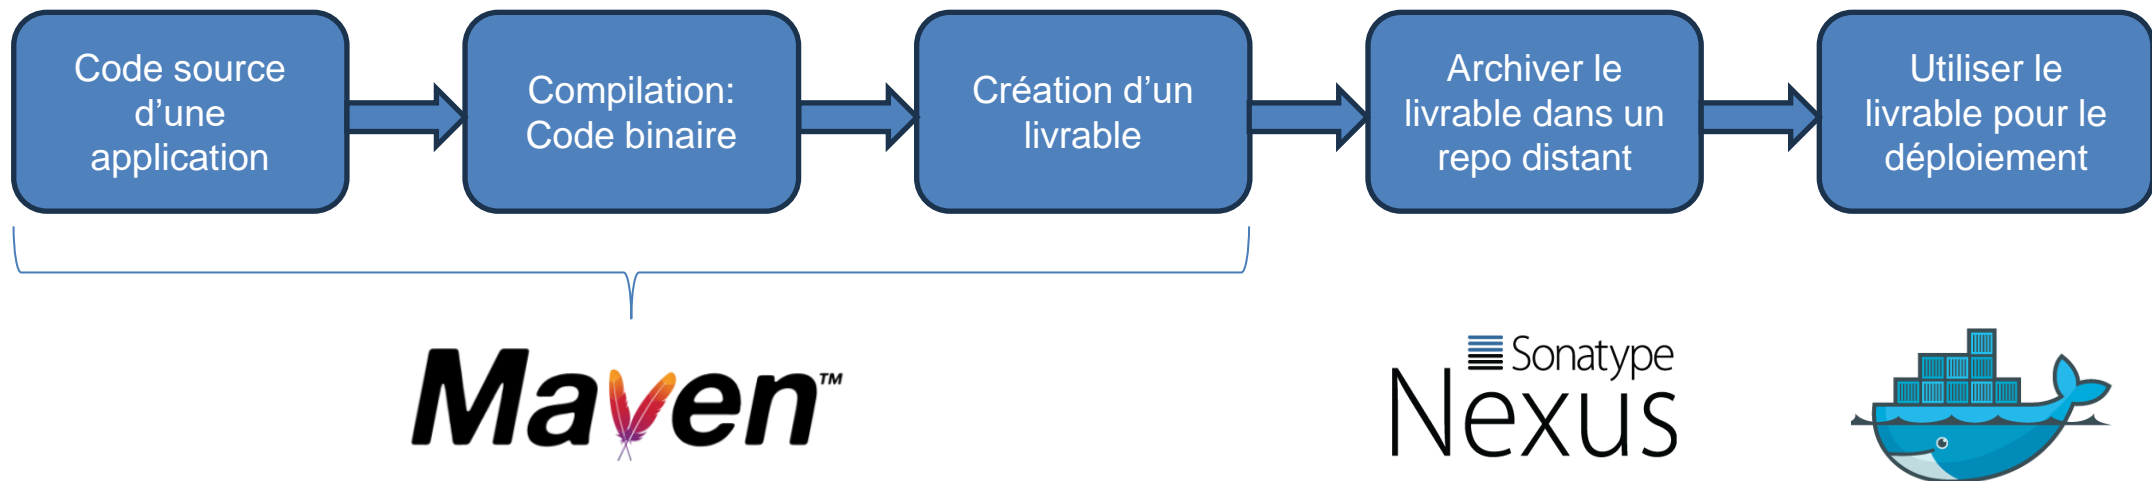 Code source
d’une
application
Compilation:
Code binaire
Création d’un
livrable
Archiver le
livrable dans un
repo distant
Utiliser le
livrable pour le
déploiement
Maven™
Sonatype
Nexus